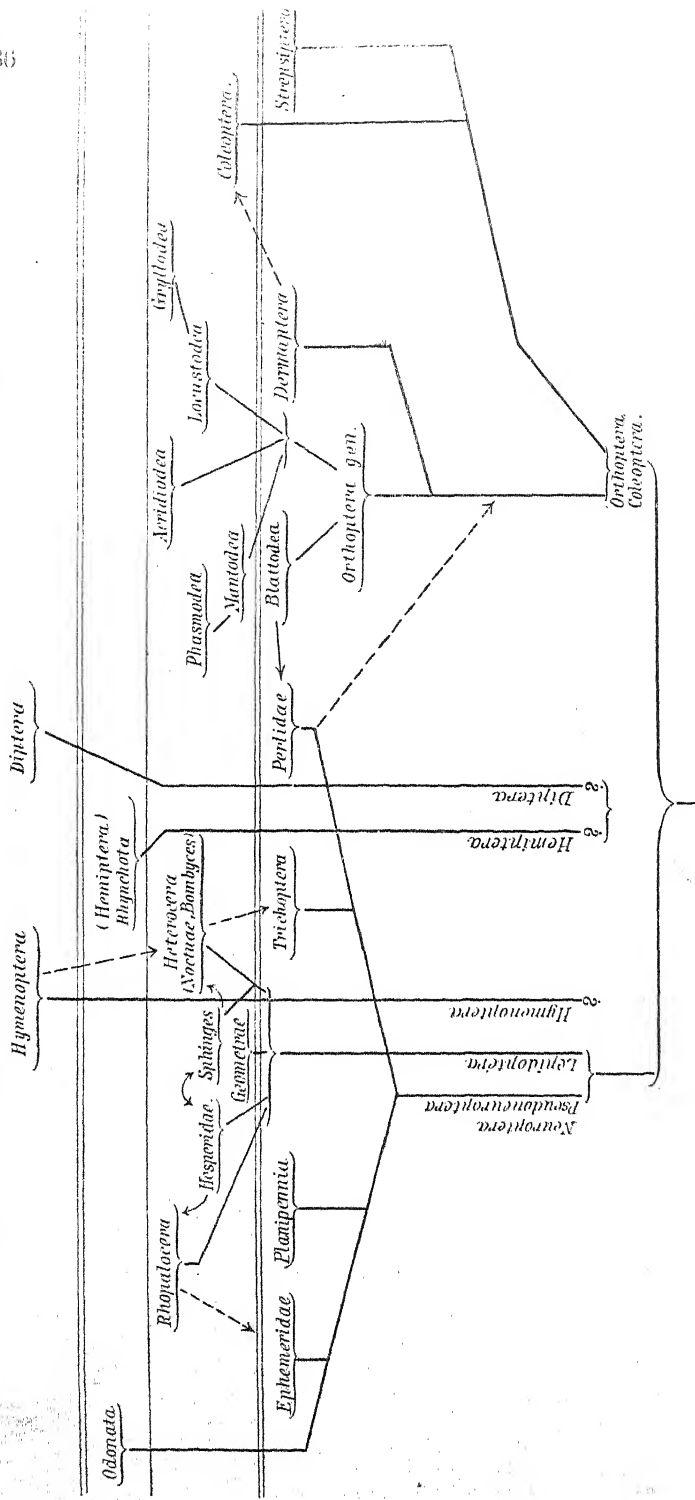 36
Hymenoptera
Diptera
Odonata
(Hemiptera)
Rhynchota
Rhopalocera
Hesperidae
Sphinges
Geometrae
Heterocera
(Noctuae, Bombyces)
Phasmodea
Mantodea
Acridiodea
Locustodea
Gryllodea
Coleoptera.
Ephemeridae
Planipennia
Trichoptera
Perlidae
Blattodea
Orthoptera gen.
Dermaptera
Strepsiptera
Neuroptera
Pseudoneuroptera
Lepidoptera
Hymenoptera
?
Hemiptera
?
Diptera
?
Orthoptera,
Coleoptera.